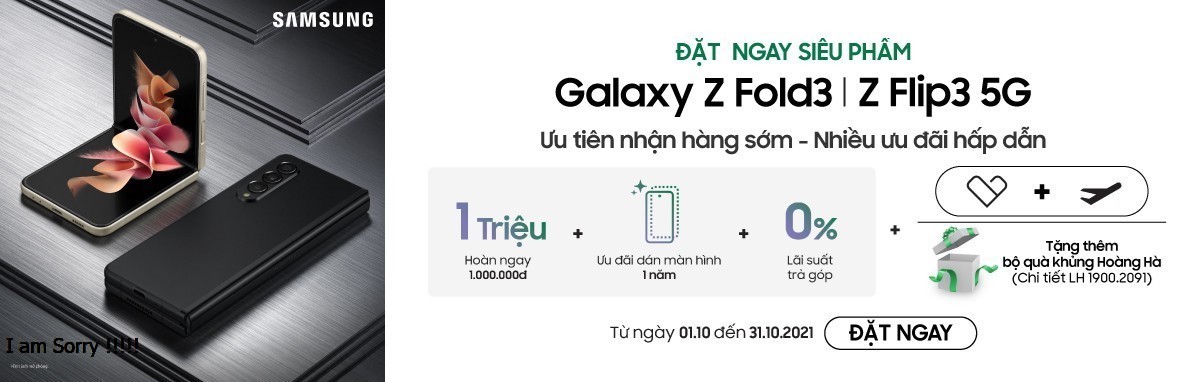 SAMSUNG
I am Sorry !!!!!
ĐẶT NGAY SIÊU PHẨM
Galaxy Z Fold3 | Z Flip3 5G
Ưu tiên nhận hàng sớm - Nhiều ưu đãi hấp dẫn
1 Triệu
Hoàn ngay
1.000.000đ
+
Ưu đãi dán màn hình
1 năm
+
0%
Lãi suất
trả góp
+
+
Tặng thêm
bộ quà khủng Hoàng Hà
(Chi tiết LH 1900.2091)
Từ ngày 01.10 đến 31.10.2021
ĐẶT NGAY